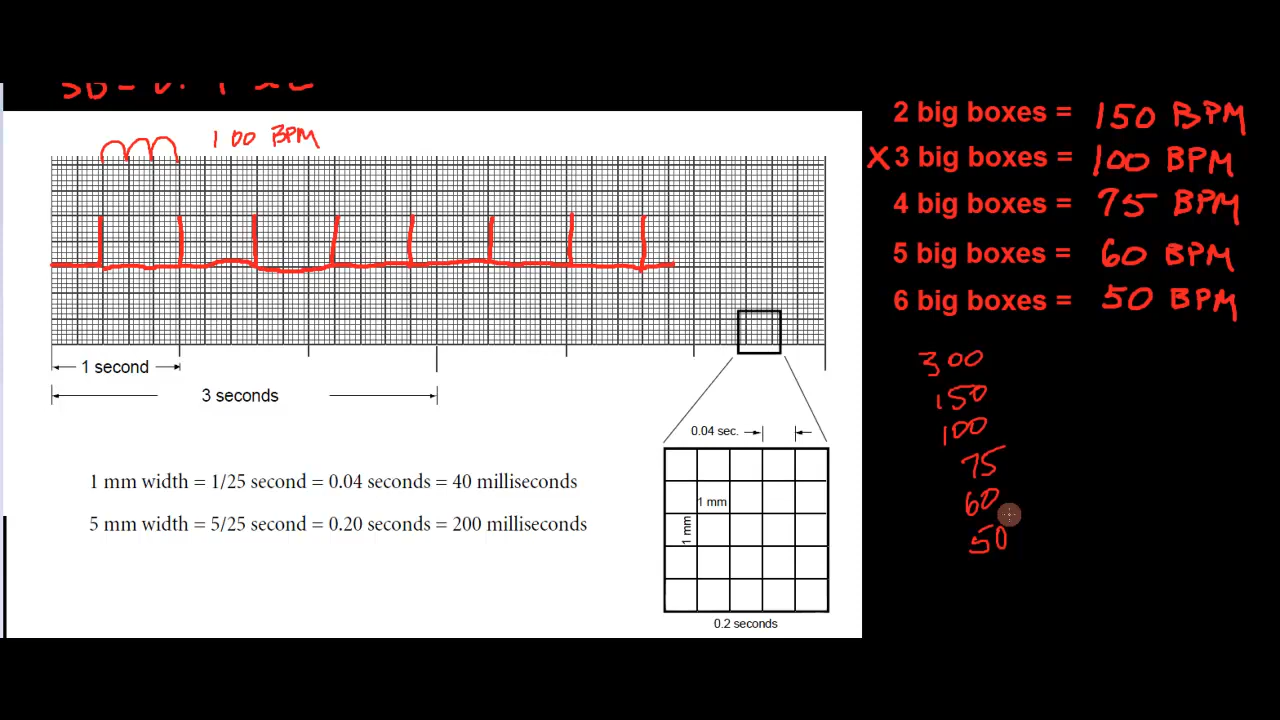 100 BPM
1 second
3 seconds
1 mm width = 1/25 second = 0.04 seconds = 40 milliseconds
5 mm width = 5/25 second = 0.20 seconds = 200 milliseconds
0.04 sec.
1 mm
1 mm
0.2 seconds
2 big boxes = 150 BPM
X 3 big boxes = 100 BPM
4 big boxes = 75 BPM
5 big boxes = 60 BPM
6 big boxes = 50 BPM
300
150
100
75
60
50